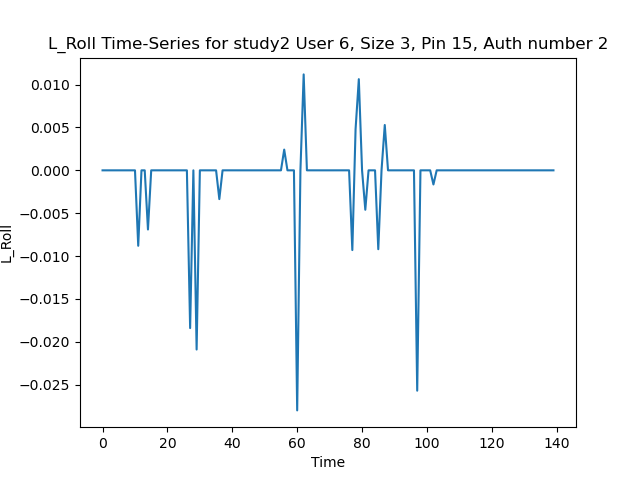 L_Roll Time-Series for study2 User 6, Size 3, Pin 15, Auth number 2
0.010
0.005
0.000
−0.005
−0.010
−0.015
−0.020
−0.025
L_Roll
0 20 40 60 80 100 120 140
Time